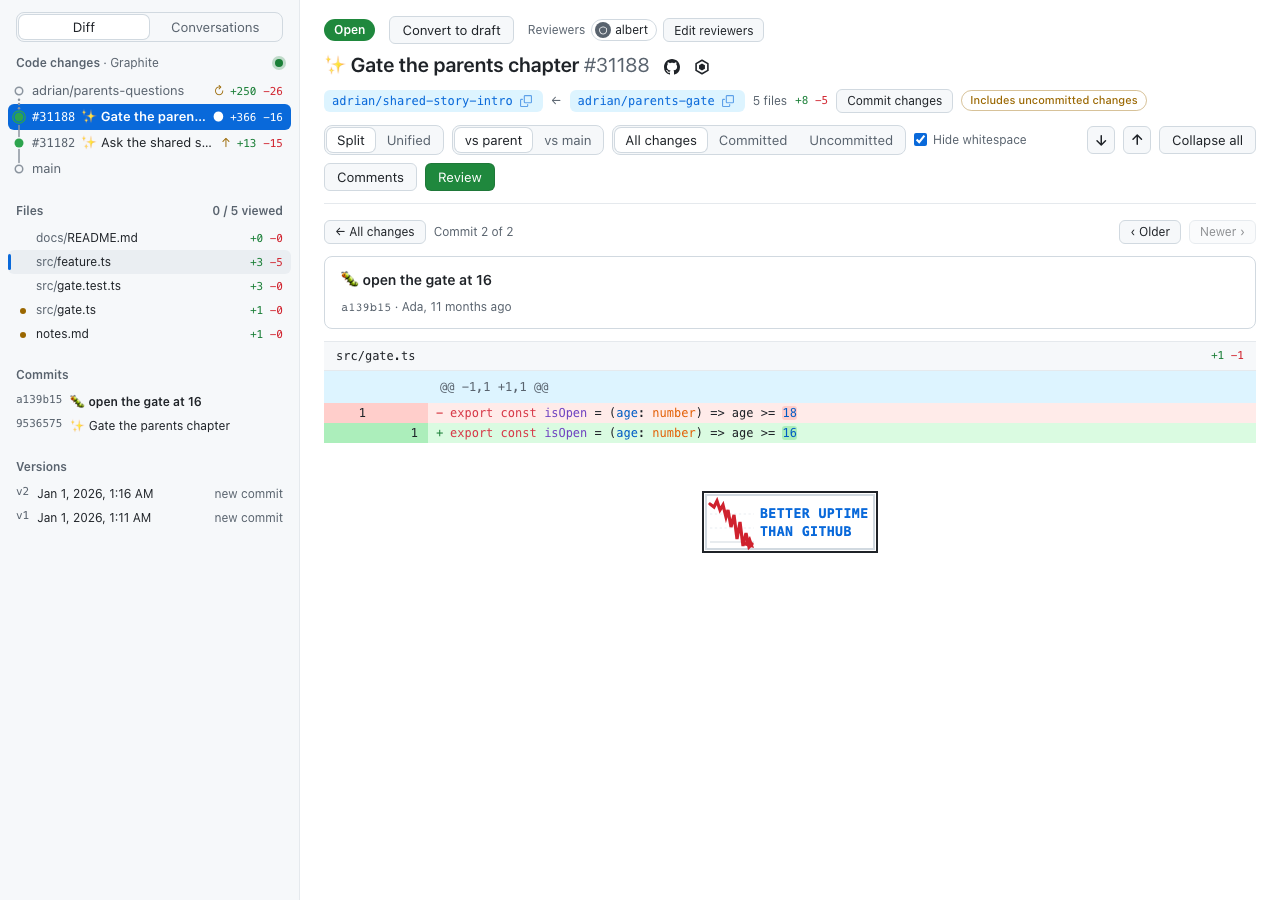 Diff Conversations
Code changes · Graphite
adrian/parents-questions +250 −26
#31188 ✨ Gate the paren... +366 −16
#31182 ✨ Ask the shared s... ↑ +13 −15
main
Files 0 / 5 viewed
docs/README.md +0 −0
src/feature.ts +3 −5
src/gate.test.ts +3 −0
src/gate.ts +1 −0
notes.md +1 −0
Commits
a139b15 🐛 open the gate at 16
9536575 ✨ Gate the parents chapter
Versions
v2 Jan 1, 2026, 1:16 AM new commit
v1 Jan 1, 2026, 1:11 AM new commit
Open Convert to draft Reviewers albert Edit reviewers
✨ Gate the parents chapter #31188
adrian/shared-story-intro ← adrian/parents-gate 5 files +8 −5 Commit changes Includes uncommitted changes
Split Unified vs parent vs main All changes Committed Uncommitted Hide whitespace ↓ ↑ Collapse all
Comments Review
← All changes Commit 2 of 2 ‹ Older Newer ›
🐛 open the gate at 16
a139b15 · Ada, 11 months ago
src/gate.ts +1 −1
@@ −1,1 +1,1 @@
1 − export const isOpen = (age: number) => age >= 18
1 + export const isOpen = (age: number) => age >= 16
BETTER UPTIME
THAN GITHUB